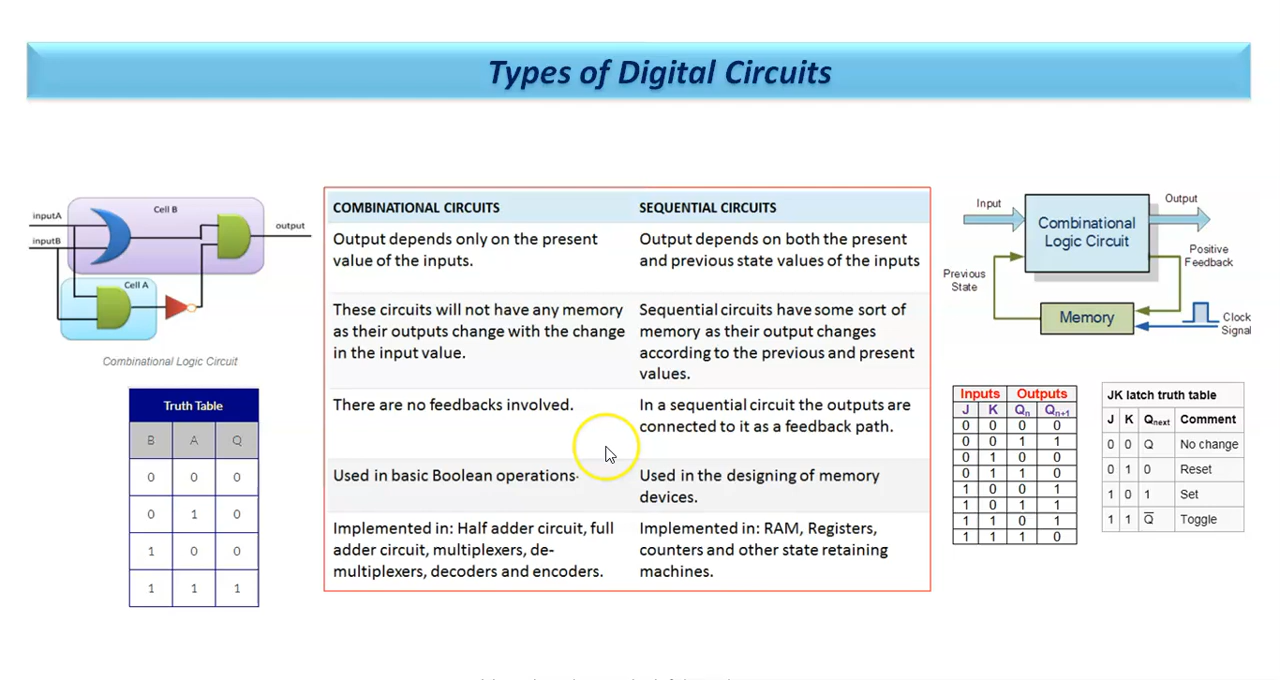 Types of Digital Circuits
Cell B
inputA
inputB
output
Cell A
Combinational Logic Circuit
Truth Table
B A Q
0 0 0
0 1 0
1 0 0
1 1 1
COMBINATIONAL CIRCUITS SEQUENTIAL CIRCUITS
Output depends only on the present
value of the inputs.
Output depends on both the present
and previous state values of the inputs
These circuits will not have any memory
as their outputs change with the change
in the input value.
Sequential circuits have some sort of
memory as their output changes
according to the previous and present
values.
There are no feedbacks involved.
In a sequential circuit the outputs are
connected to it as a feedback path.
Used in basic Boolean operations.
Used in the designing of memory
devices.
Implemented in: Half adder circuit, full
adder circuit, multiplexers, de-
multiplexers, decoders and encoders.
Implemented in: RAM, Registers,
counters and other state retaining
machines.
Input
Combinational
Logic Circuit
Output
Positive
Feedback
Previous
State
Memory
Clock
Signal
Inputs Outputs
J K Qn Qn+1
0 0 0 0
0 0 1 1
0 1 0 0
0 1 1 0
1 0 0 1
1 0 1 1
1 1 0 1
1 1 1 0
JK latch truth table
J K Qnext Comment
0 0 Q No change
0 1 0 Reset
1 0 1 Set
1 1 Q̅ Toggle